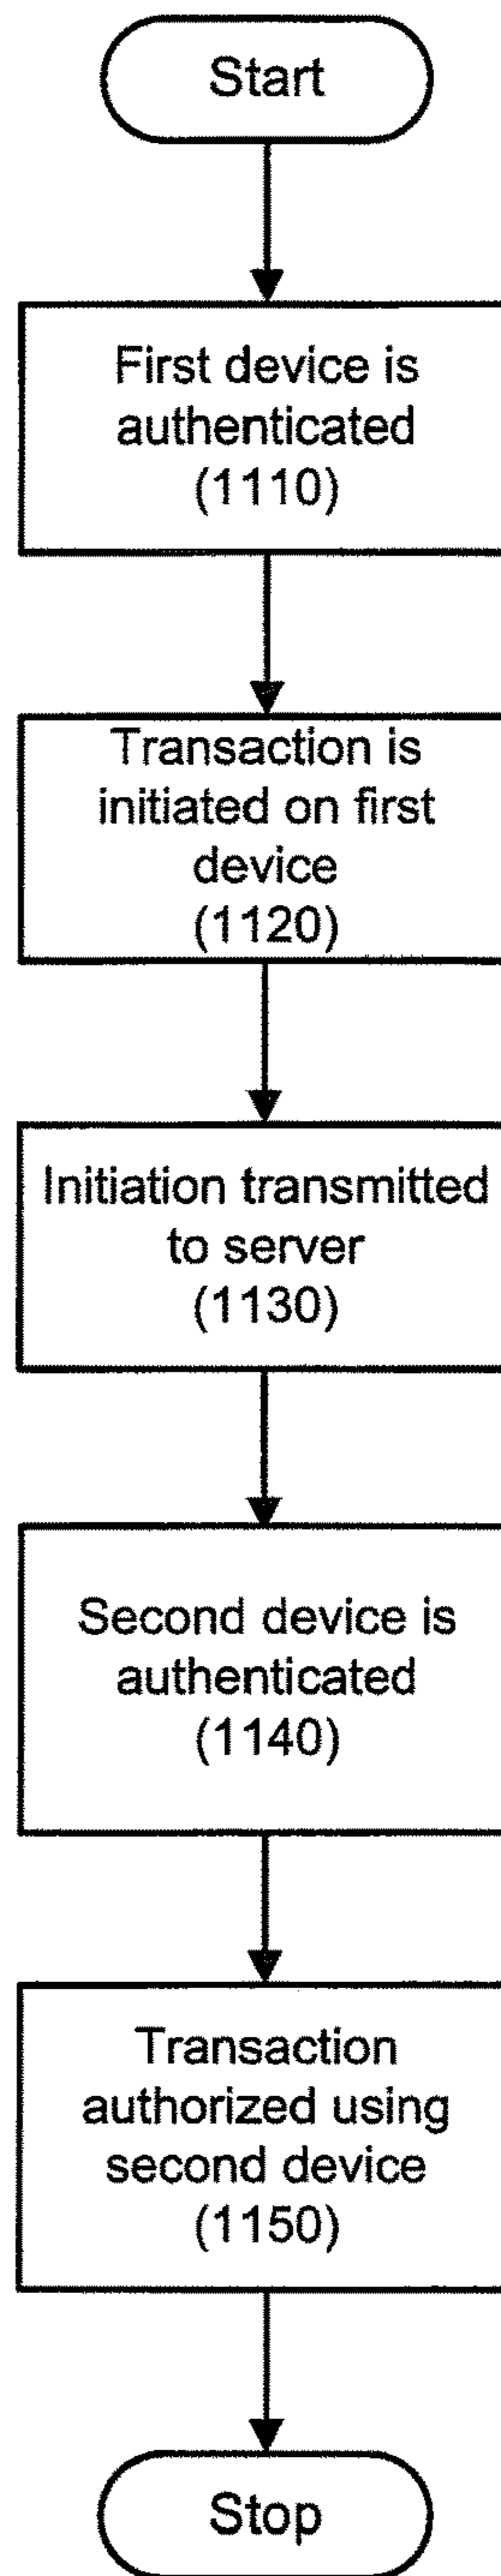 Start
First device is
authenticated
(1110)
Transaction is
initiated on first
device
(1120)
Initiation transmitted
to server
(1130)
Second device is
authenticated
(1140)
Transaction
authorized using
second device
(1150)
Stop